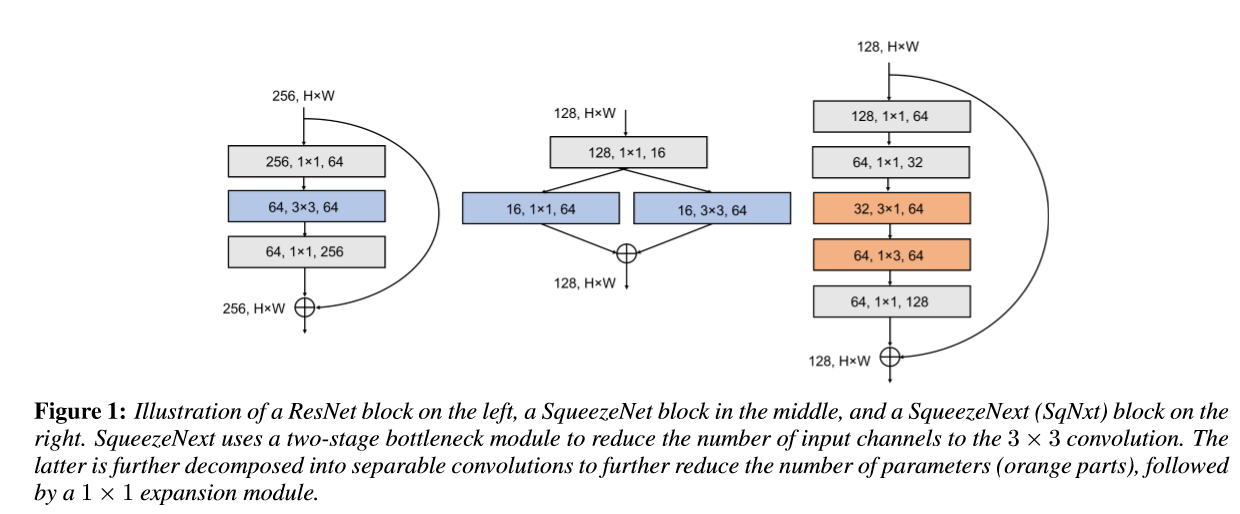 256, H×W
256, 1×1, 64
64, 3×3, 64
64, 1×1, 256
256, H×W
128, H×W
128, 1×1, 16
16, 1×1, 64
16, 3×3, 64
128, H×W
128, H×W
128, 1×1, 64
64, 1×1, 32
32, 3×1, 64
64, 1×3, 64
64, 1×1, 128
128, H×W
Figure 1: Illustration of a ResNet block on the left, a SqueezeNet block in the middle, and a SqueezeNext (SqNxt) block on the
right. SqueezeNext uses a two-stage bottleneck module to reduce the number of input channels to the 3 × 3 convolution. The
latter is further decomposed into separable convolutions to further reduce the number of parameters (orange parts), followed
by a 1 × 1 expansion module.